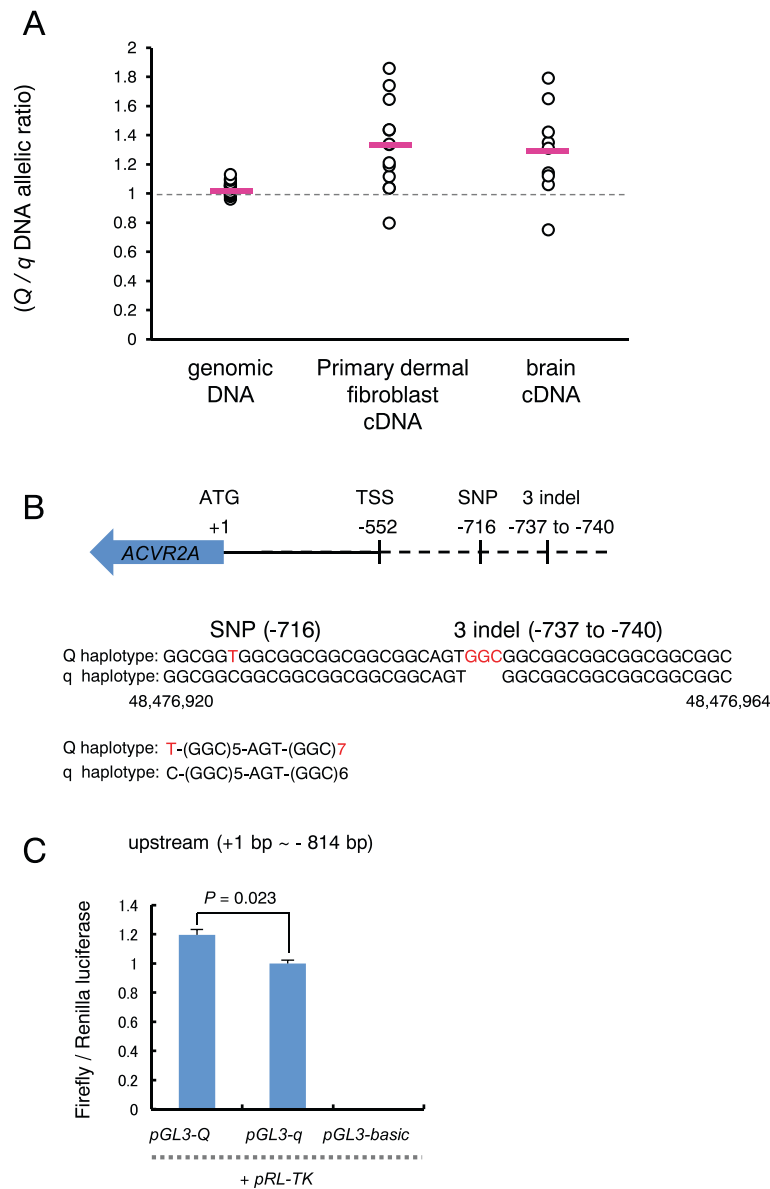 A
(Q / q DNA allelic ratio)
2
1.8
1.6
1.4
1.2
1
0.8
0.6
0.4
0.2
0
genomic DNA
Primary dermal fibroblast cDNA
brain cDNA
B
ATG TSS SNP 3 indel
+1 -552 -716 -737 to -740
ACVR2A
SNP (-716) 3 indel (-737 to -740)
Q haplotype: GGCGGTGGCGGCGGCGGCGGCAGTGGCGGCGGCGGCGGCGGCGGC
q haplotype: GGCGGCGGCGGCGGCGGCGGCAGT GGCGGCGGCGGCGGCGGC
48,476,920 48,476,964
Q haplotype: T-(GGC)5-AGT-(GGC)7
q haplotype: C-(GGC)5-AGT-(GGC)6
C
upstream (+1 bp ~ - 814 bp)
Firefly / Renilla luciferase
P = 0.023
1.4
1.2
1
0.8
0.6
0.4
0.2
0
pGL3-Q pGL3-q pGL3-basic
+ pRL-TK